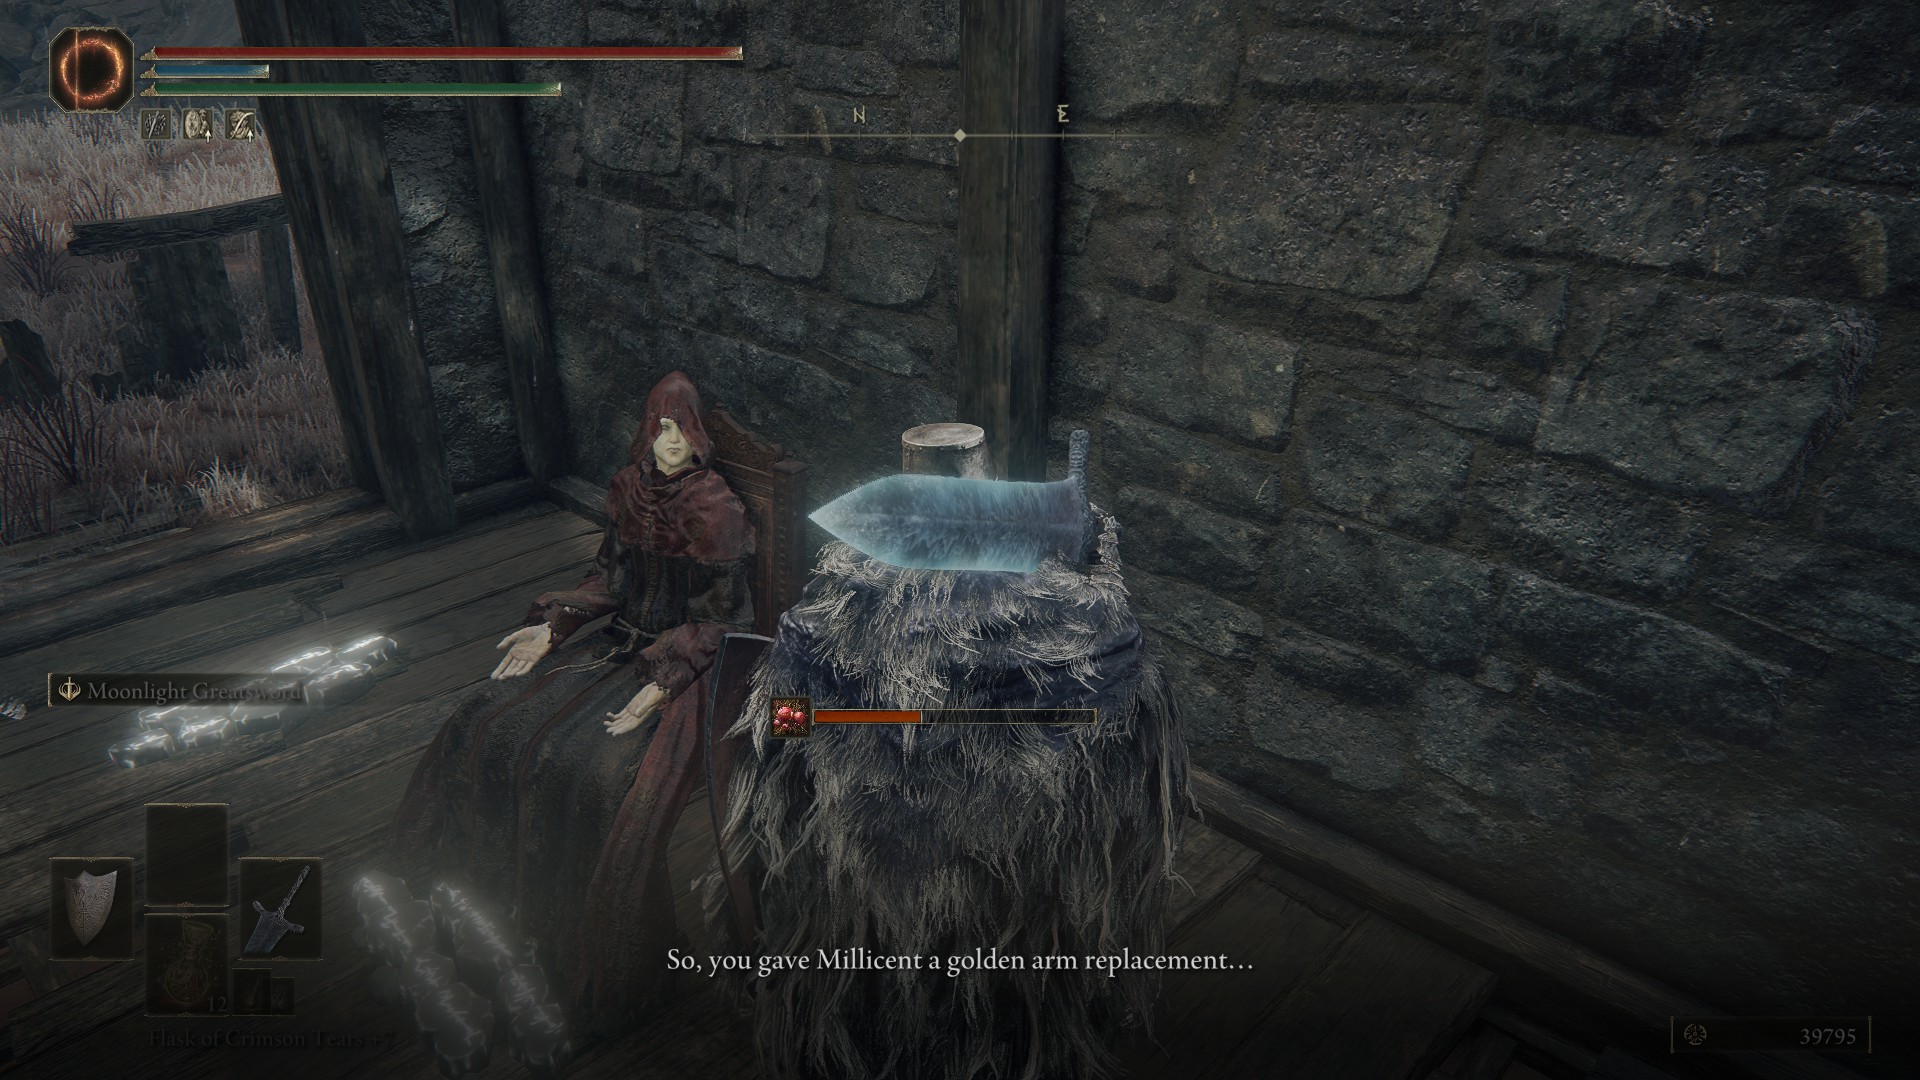 N
E
Moonlight Greatsword
12
Flask of Crimson Tears +7
So, you gave Millicent a golden arm replacement...
39795